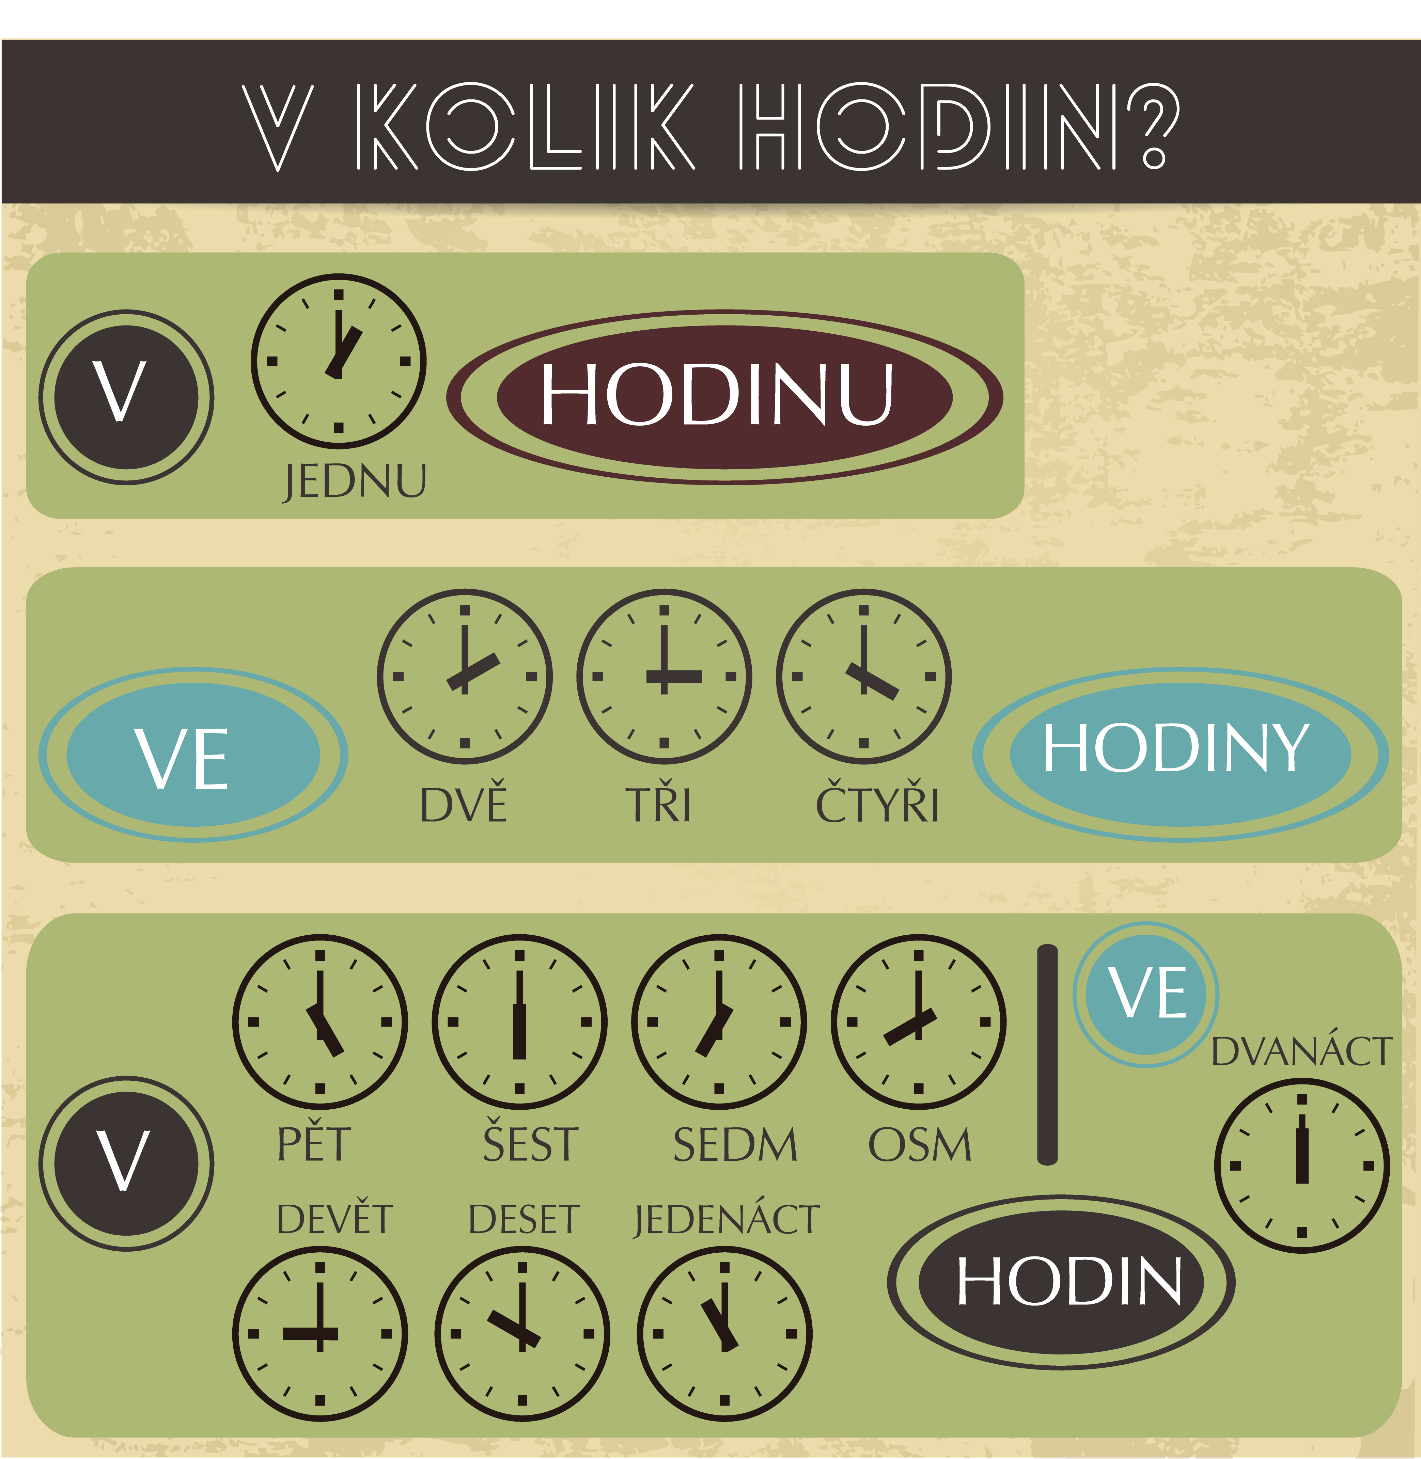 V KOLIK HODIN?
V
JEDNU
HODINU
VE
DVĚ TŘI ČTYŘI
HODINY
V
PĚT ŠEST SEDM OSM
DEVĚT DESET JEDENÁCT
VE
DVANÁCT
HODIN